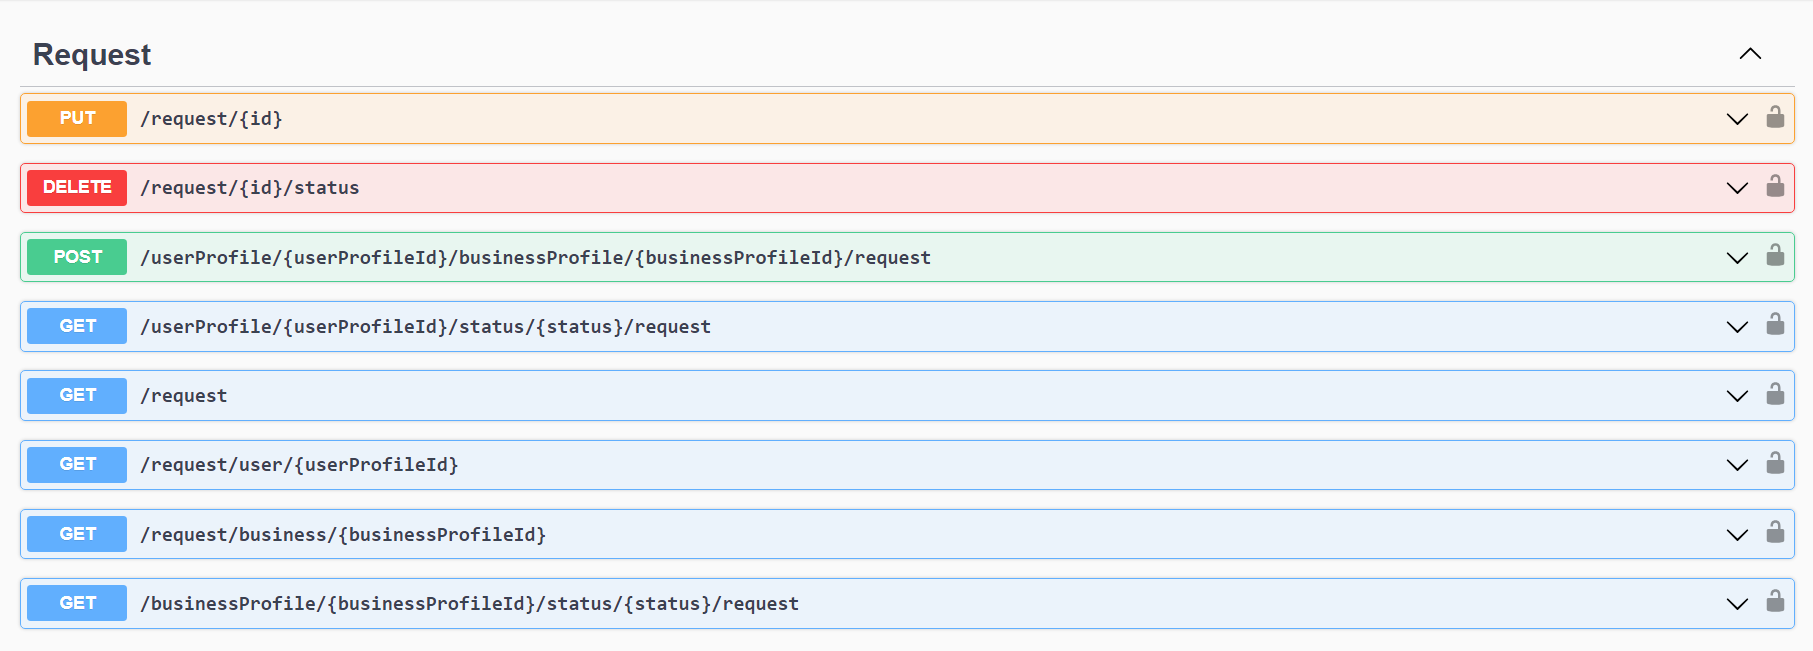 Request
PUT /request/{id}
DELETE /request/{id}/status
POST /userProfile/{userProfileId}/businessProfile/{businessProfileId}/request
GET /userProfile/{userProfileId}/status/{status}/request
GET /request
GET /request/user/{userProfileId}
GET /request/business/{businessProfileId}
GET /businessProfile/{businessProfileId}/status/{status}/request